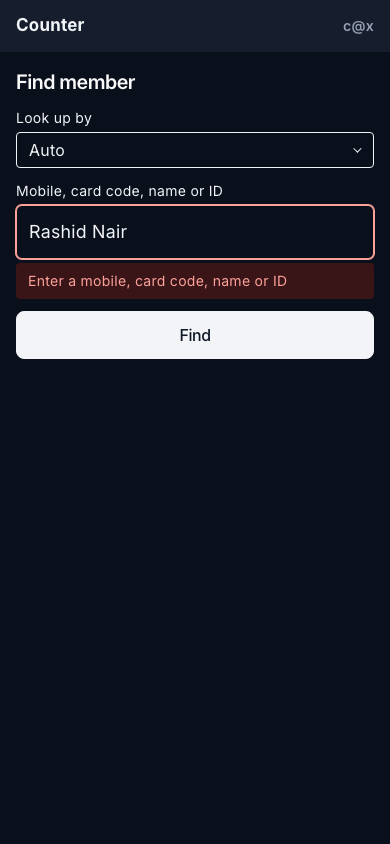 Counter
c@x
Find member
Look up by
Auto
Mobile, card code, name or ID
Rashid Nair
Enter a mobile, card code, name or ID
Find